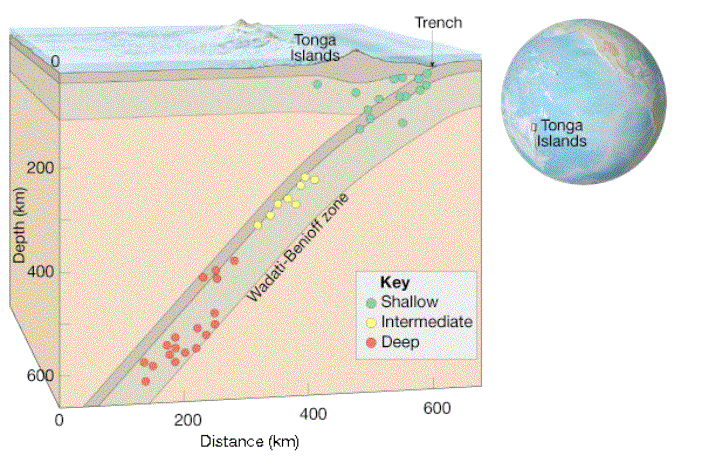 Trench
Tonga
Islands
0
200
400
600
Depth (km)
Wadati-Benioff zone
Key
Shallow
Intermediate
Deep
0
200
400
600
Distance (km)
Tonga
Islands